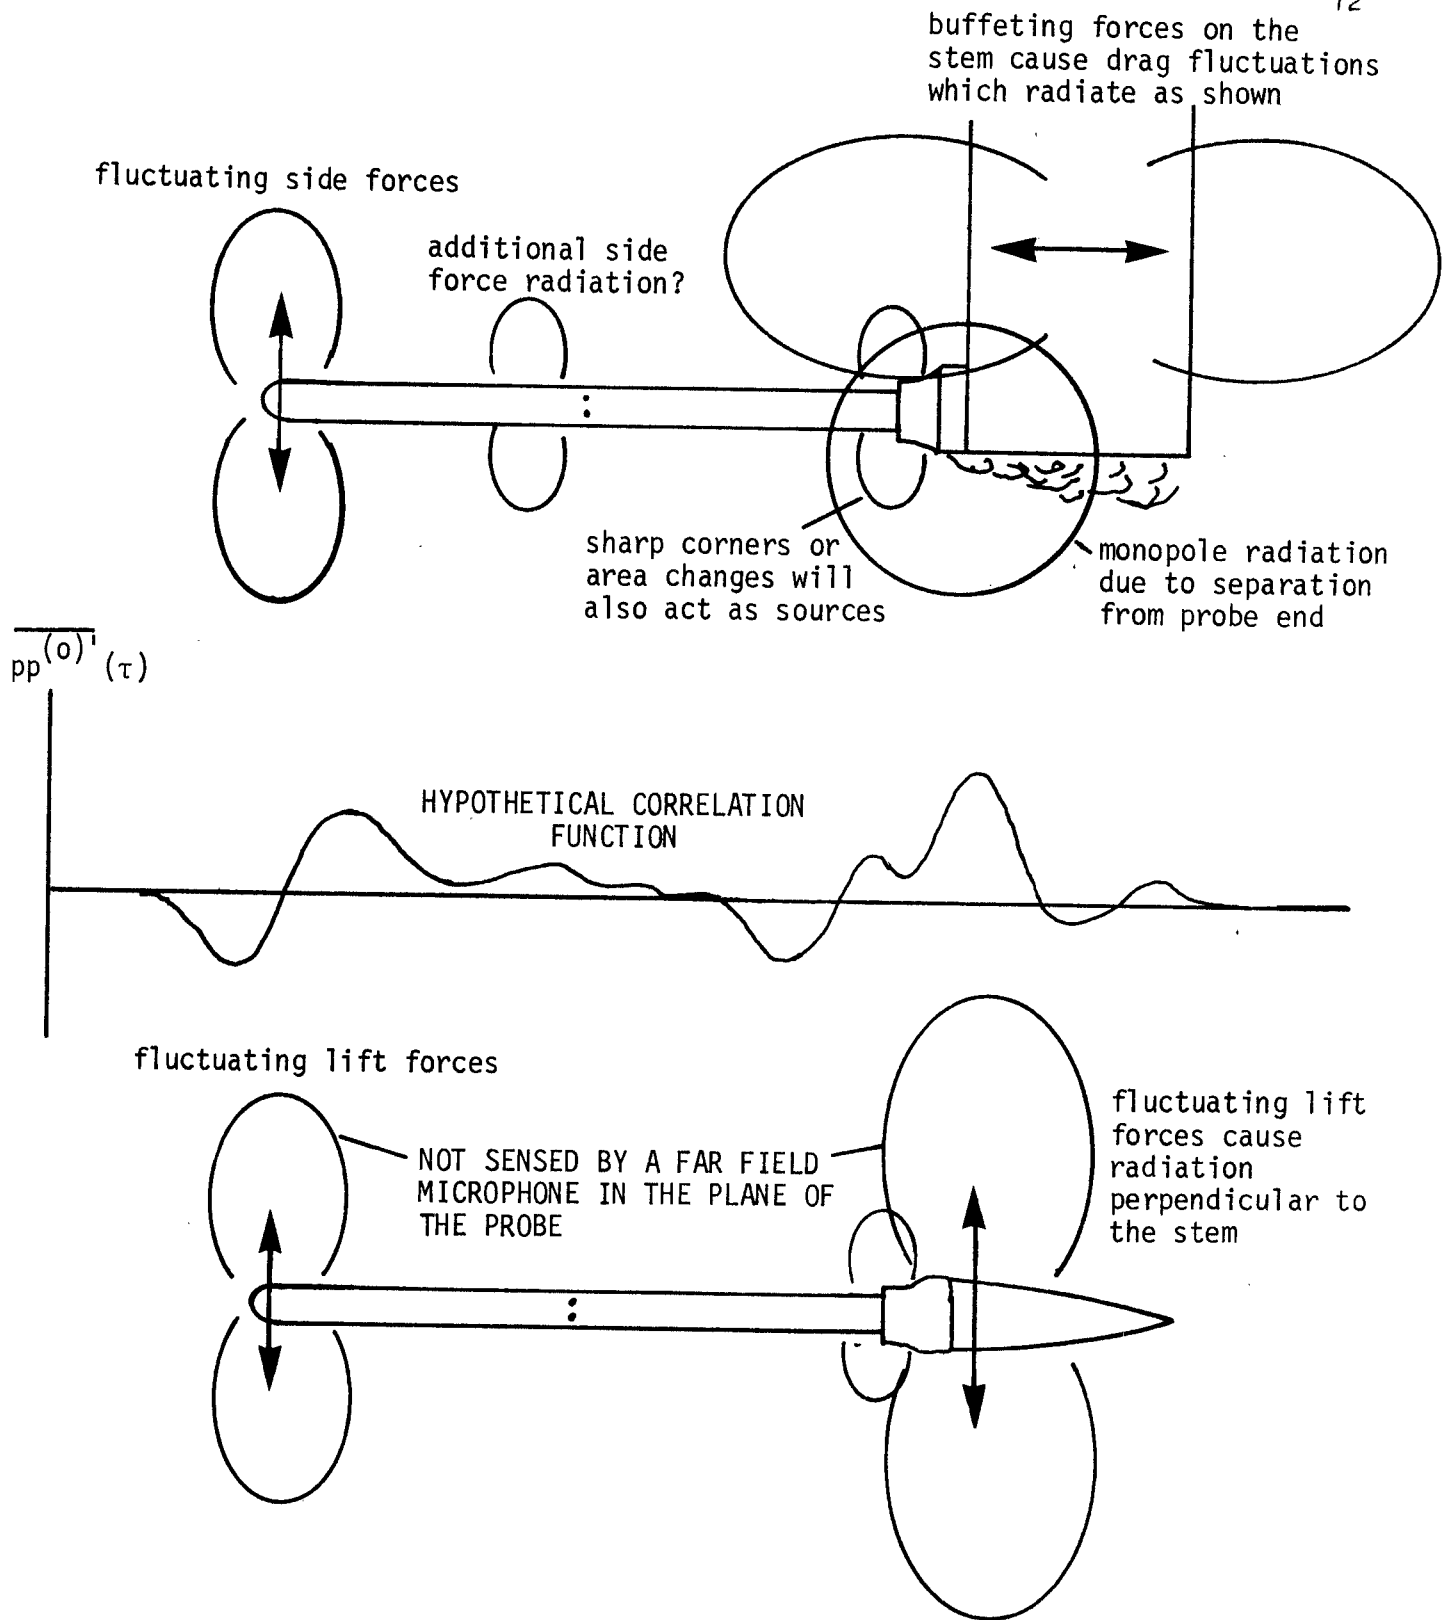 12
buffeting forces on the
stem cause drag fluctuations
which radiate as shown
fluctuating side forces
additional side
force radiation?
sharp corners or
area changes will
also act as sources
monopole radiation
due to separation
from probe end
pp(o)' (τ)
HYPOTHETICAL CORRELATION
FUNCTION
fluctuating lift forces
NOT SENSED BY A FAR FIELD
MICROPHONE IN THE PLANE OF
THE PROBE
fluctuating lift
forces cause
radiation
perpendicular to
the stem